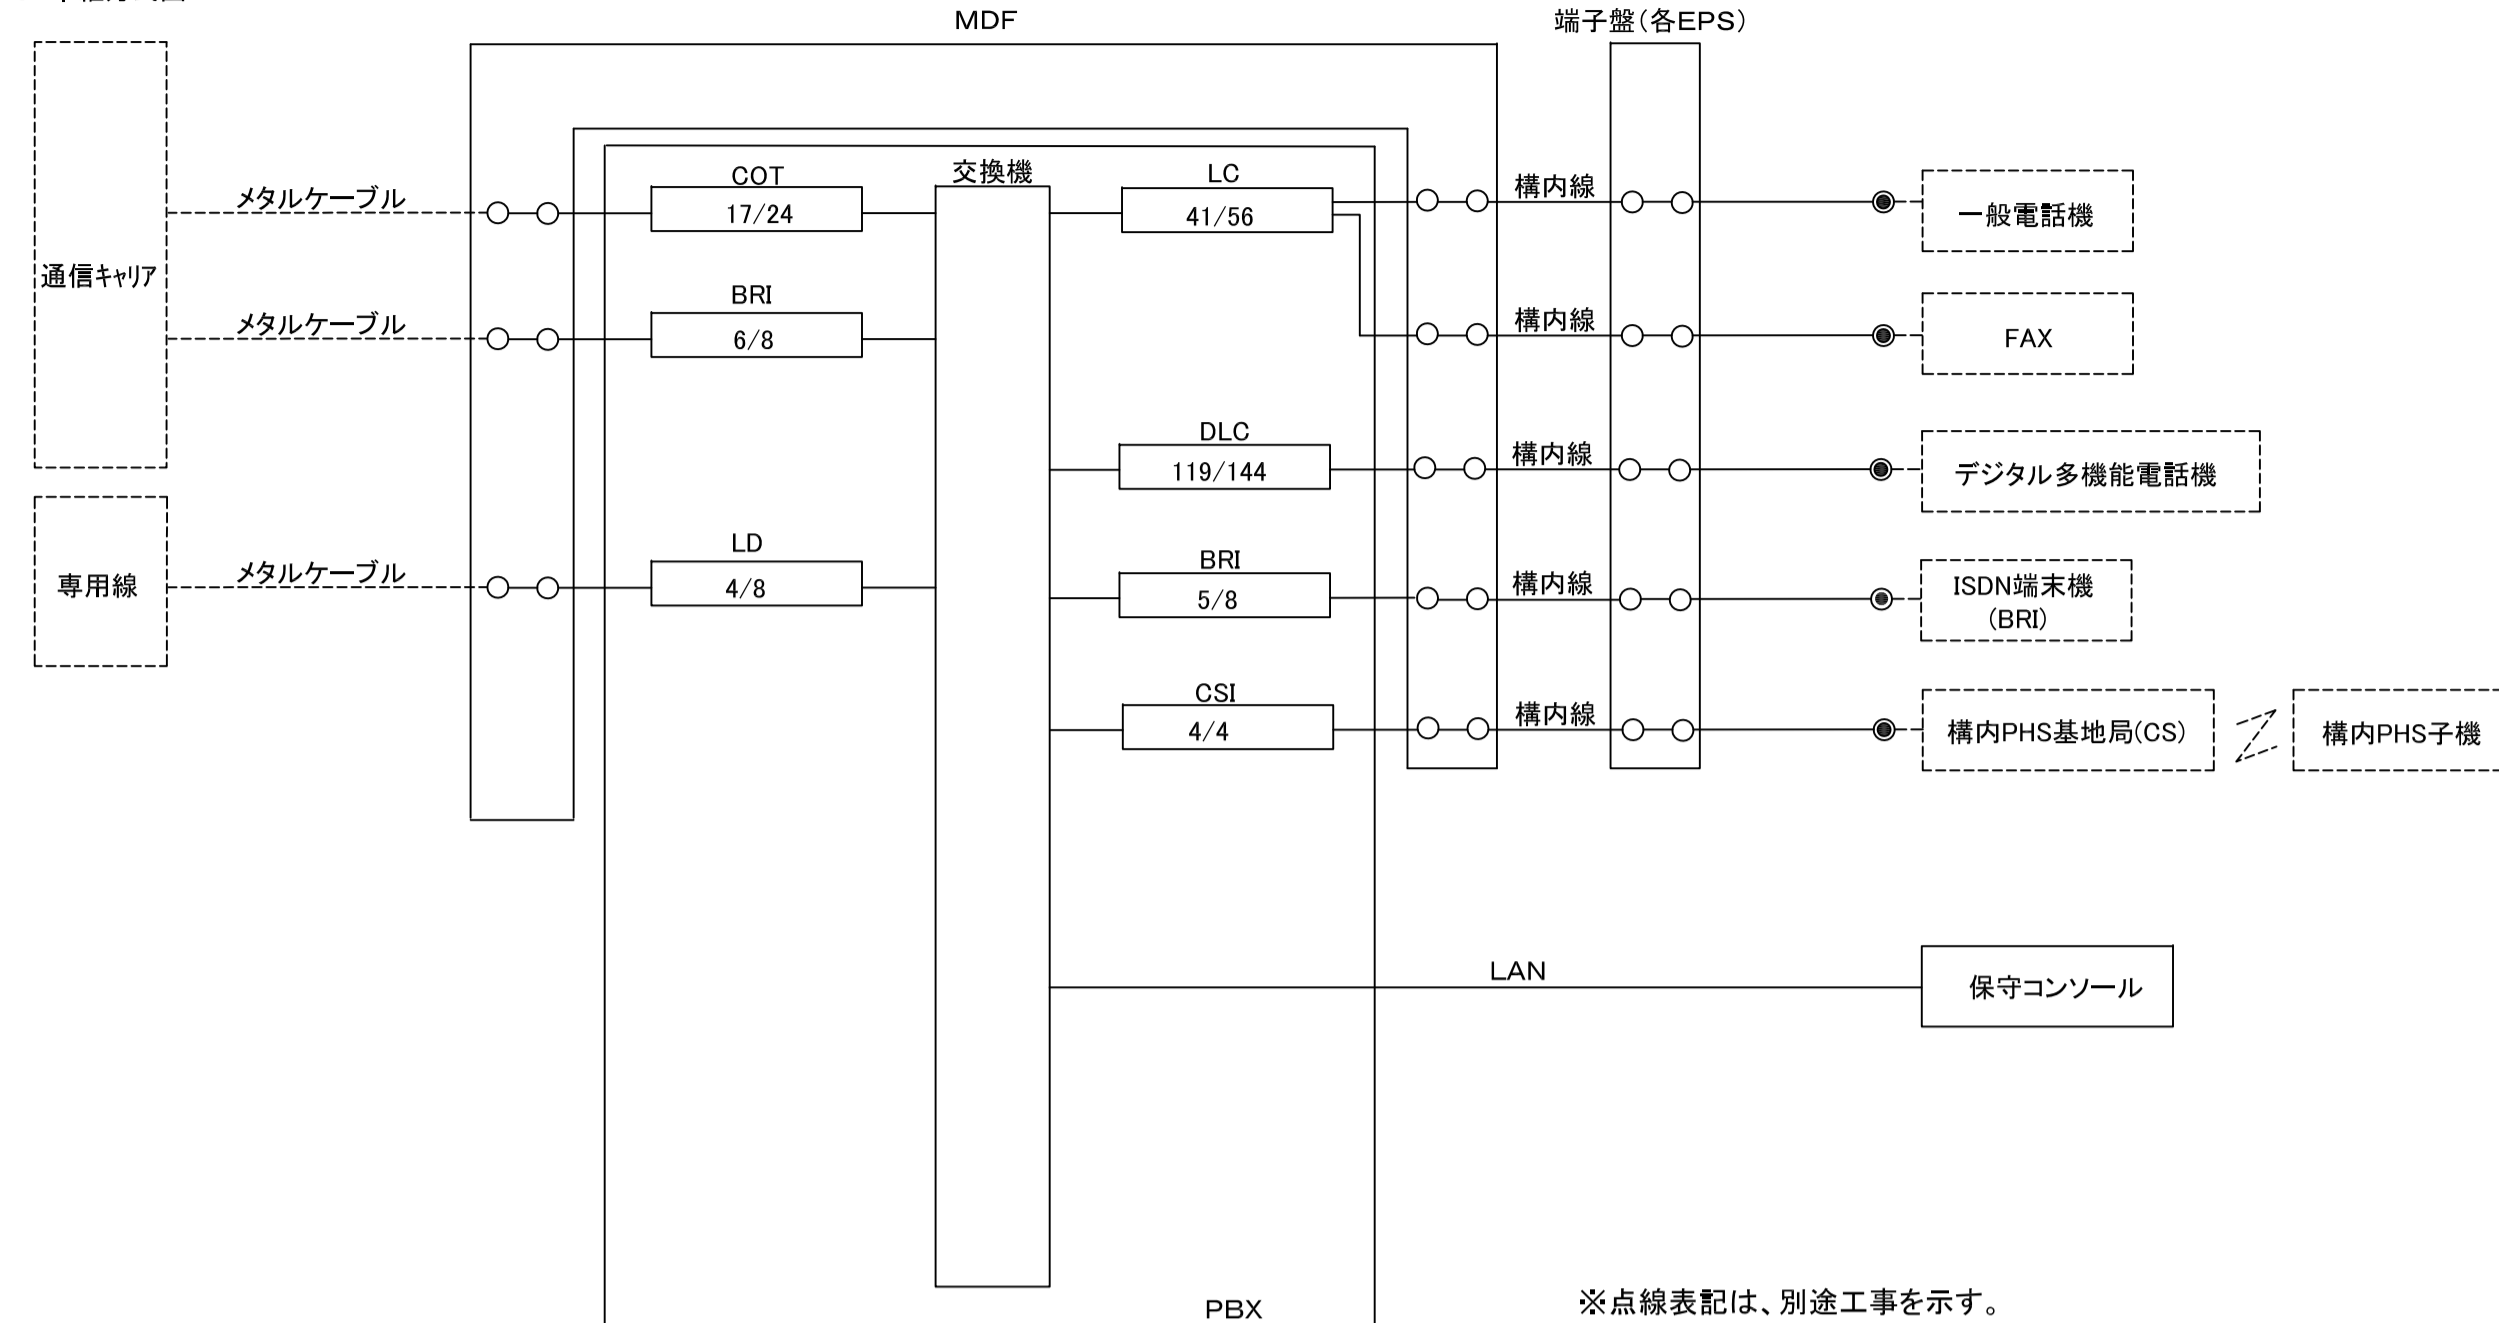 MDF
端子盤(各EPS)
通信ｷｬﾘｱ
専用線
メタルケーブル
メタルケーブル
メタルケーブル
COT
17/24
BRI
6/8
LD
4/8
交換機
LC
41/56
DLC
119/144
BRI
5/8
CSI
4/4
構内線
構内線
構内線
構内線
構内線
一般電話機
FAX
デジタル多機能電話機
ISDN端末機
(BRI)
構内PHS基地局(CS)
構内PHS子機
LAN
保守コンソール
PBX
※点線表記は、別途工事を示す。